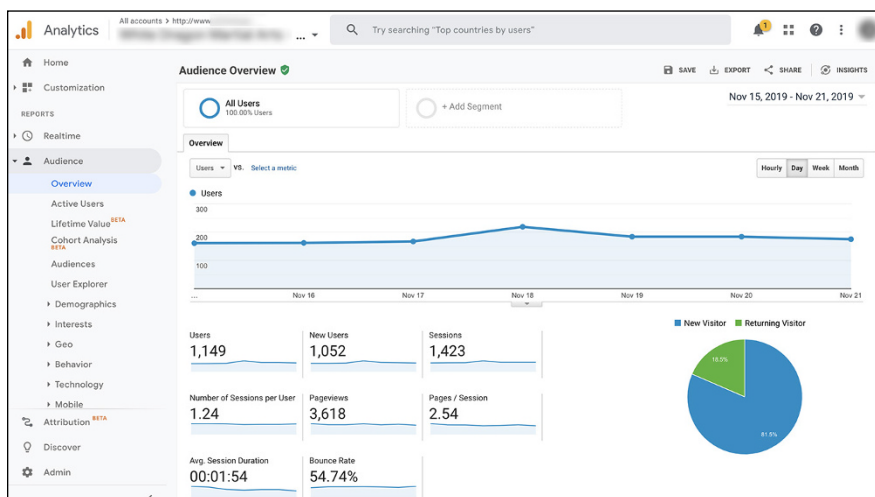 Analytics
All accounts > http://www
... 
Try searching "Top countries by users"
1
Home
Customization
REPORTS
Realtime
Audience
Overview
Active Users
Lifetime Value BETA
Cohort Analysis
BETA
Audiences
User Explorer
Demographics
Interests
Geo
Behavior
Technology
Mobile
Attribution BETA
Discover
Admin
Audience Overview
SAVE EXPORT SHARE INSIGHTS
All Users
100.00% Users
+ Add Segment
Nov 15, 2019 - Nov 21, 2019
Overview
Users VS. Select a metric
Hourly Day Week Month
Users
300
200
100
... Nov 16 Nov 17 Nov 18 Nov 19 Nov 20 Nov 21
New Visitor Returning Visitor
Users New Users Sessions
1,149 1,052 1,423
Number of Sessions per User Pageviews Pages / Session
1.24 3,618 2.54
Avg. Session Duration Bounce Rate
00:01:54 54.74%
18.5%
81.5%